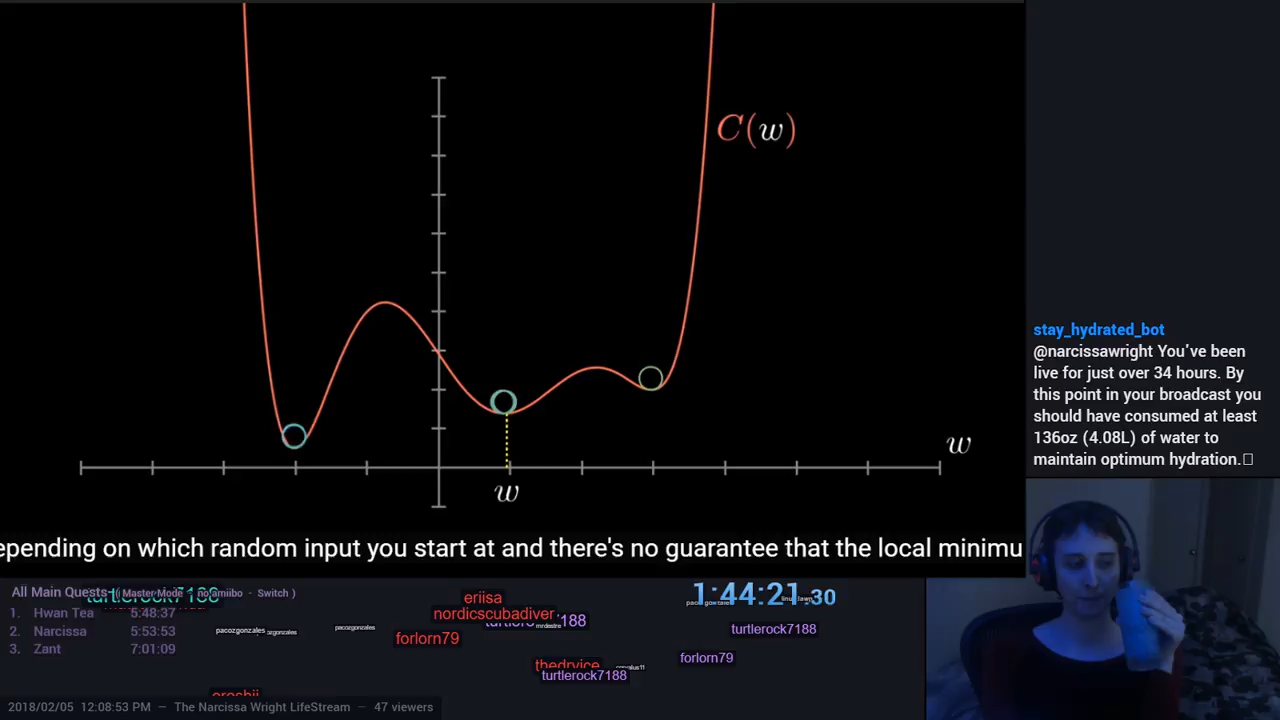 C(w)
w
w
epending on which random input you start at and there's no guarantee that the local minimu
stay_hydrated_bot
@narcissawright You've been
live for just over 34 hours. By
this point in your broadcast you
should have consumed at least
136oz (4.08L) of water to
maintain optimum hydration.
All Main Quests ( Master Mode - no amiibo - Switch )
1. Hwan Tea 5:48:37
2. Narcissa 5:53:53
3. Zant 7:01:09
turtlerock7188
pacozgonzales
pacozgonzales
eriisa
nordicscubadiver
forlorn79
thedrvice
turtlerock7188
1:44:21.30
turtlerock7188
forlorn79
2018/02/05 12:08:53 PM — The Narcissa Wright LifeStream — 47 viewers